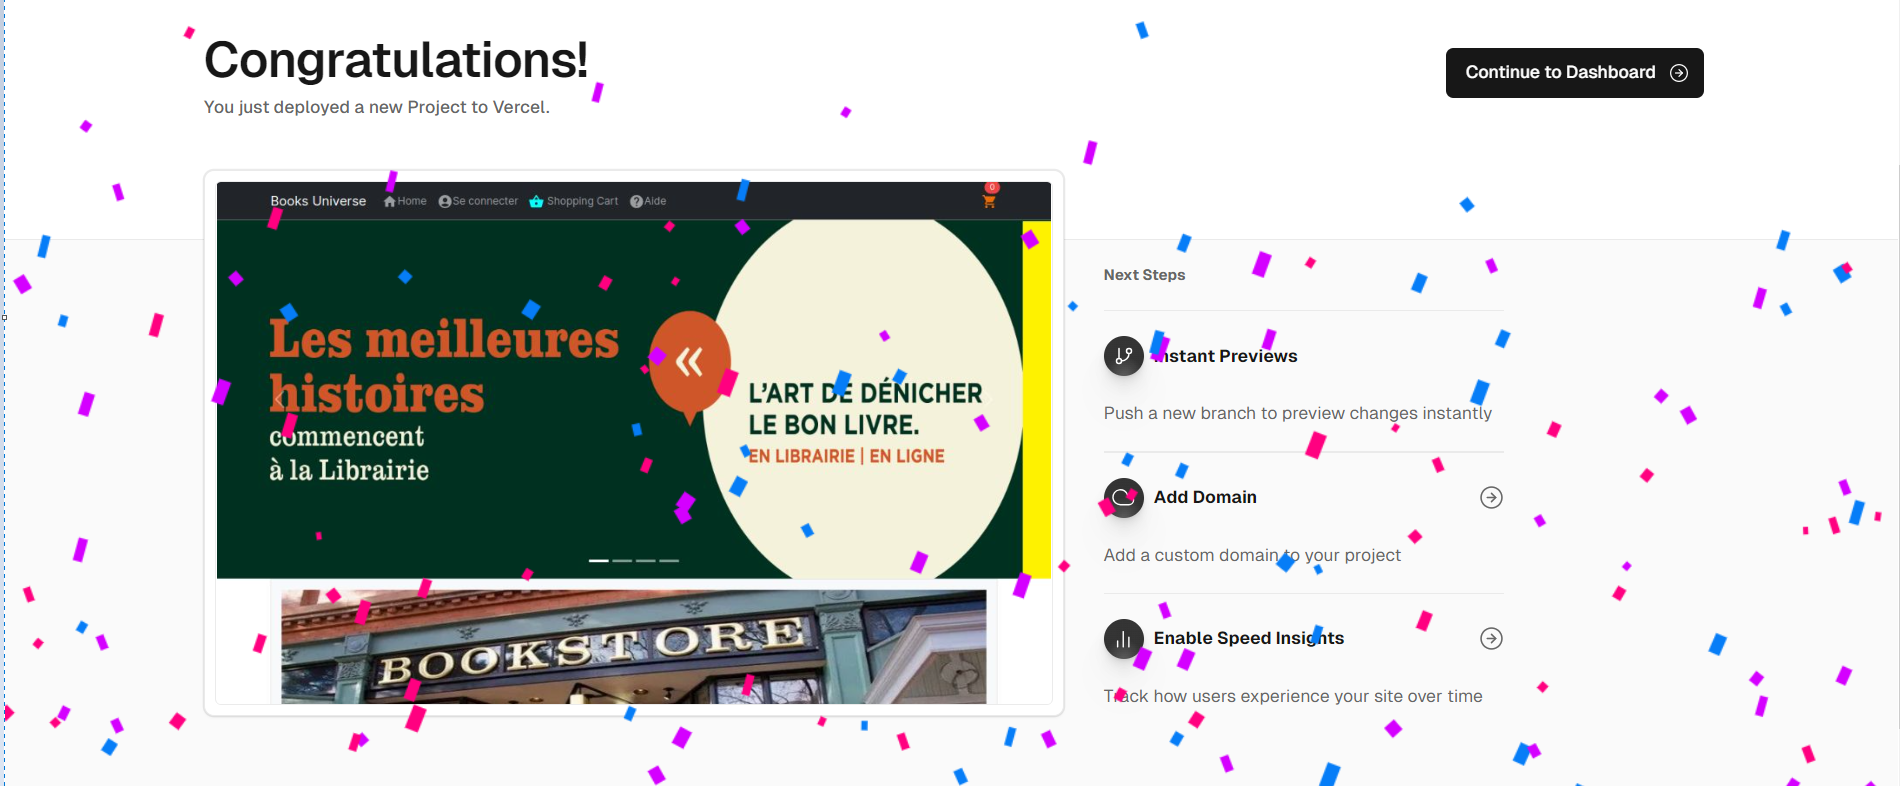 Congratulations!
You just deployed a new Project to Vercel.
Continue to Dashboard
Books Universe
Home
Se connecter
Shopping Cart
Aide
0
Les meilleures
histoires
commencent
à la Librairie
«
L'ART DE DÉNICHER
LE BON LIVRE.
EN LIBRAIRIE | EN LIGNE
BOOKSTORE
Next Steps
Instant Previews
Push a new branch to preview changes instantly
Add Domain
Add a custom domain to your project
Enable Speed Insights
Track how users experience your site over time